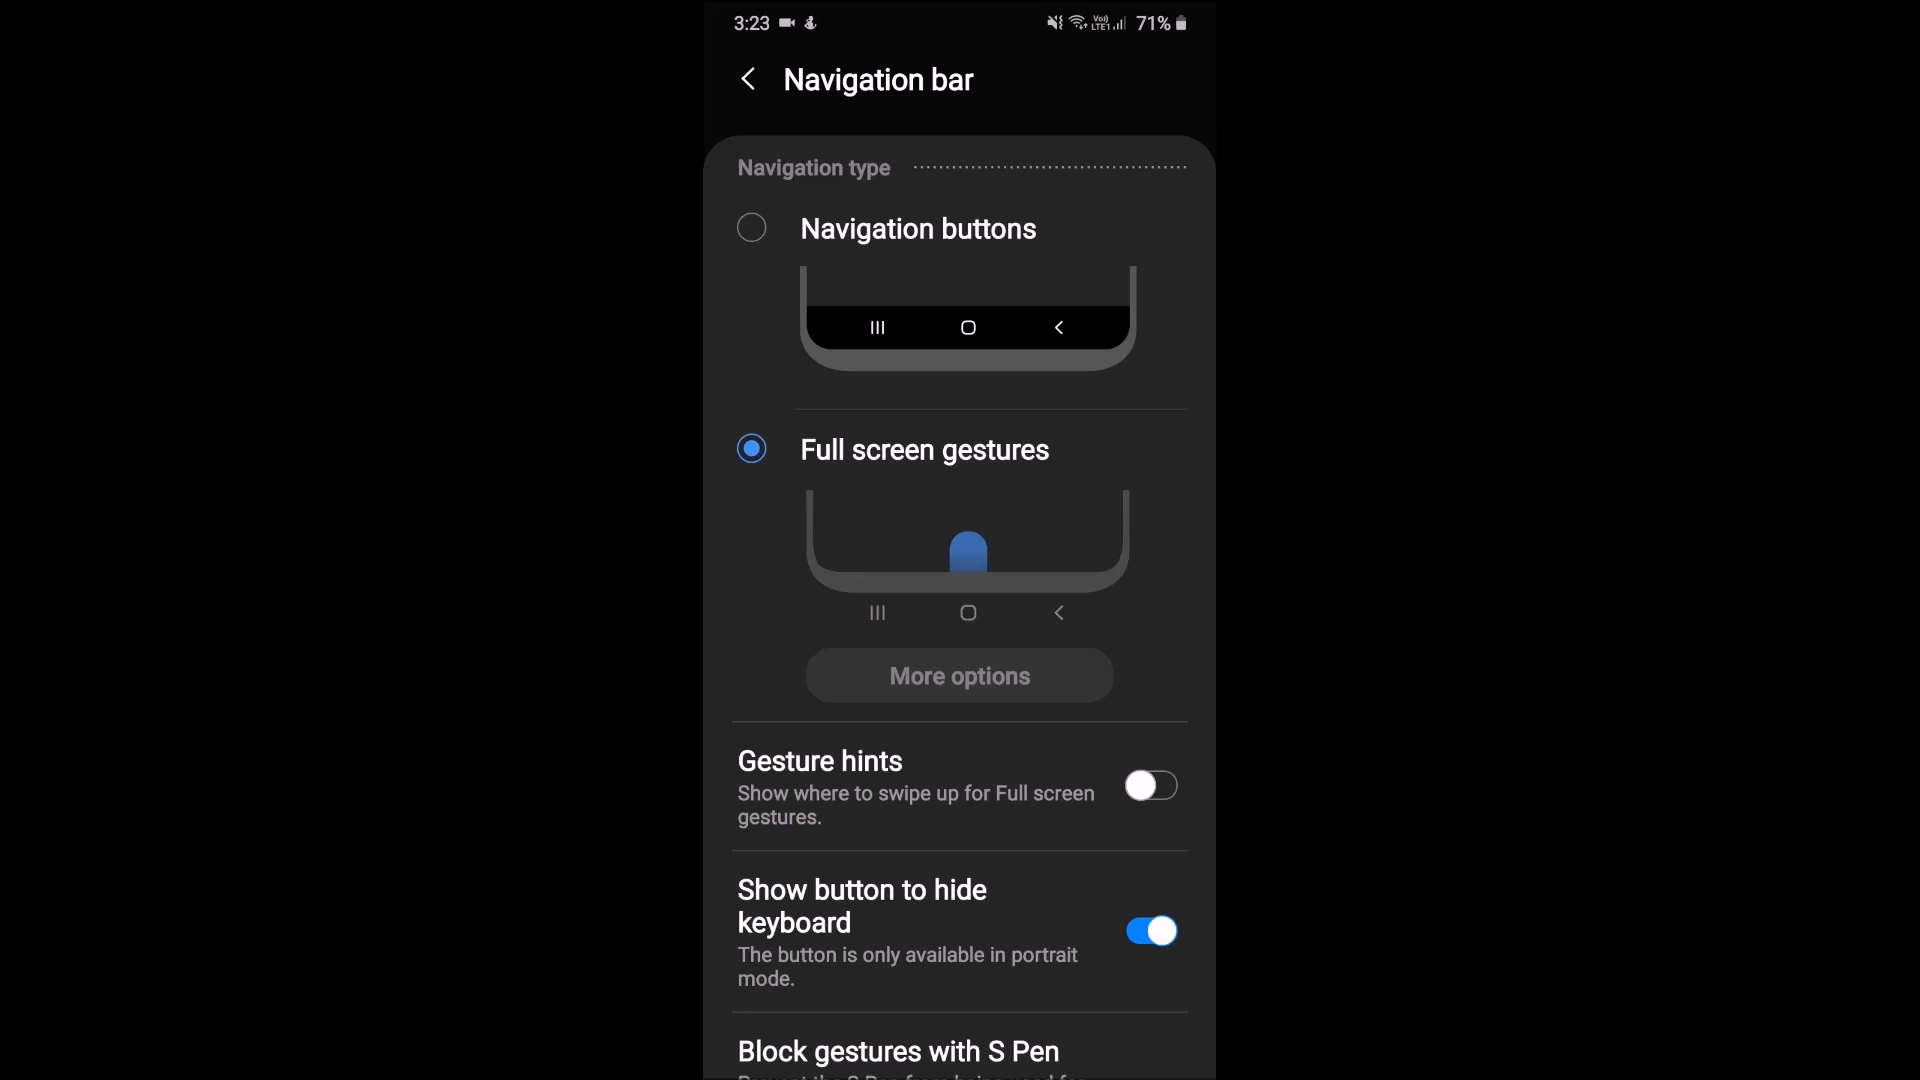 3:23
Vo)
LTE1
71%
Navigation bar
Navigation type
Navigation buttons
Full screen gestures
More options
Gesture hints
Show where to swipe up for Full screen
gestures.
Show button to hide
keyboard
The button is only available in portrait
mode.
Block gestures with S Pen